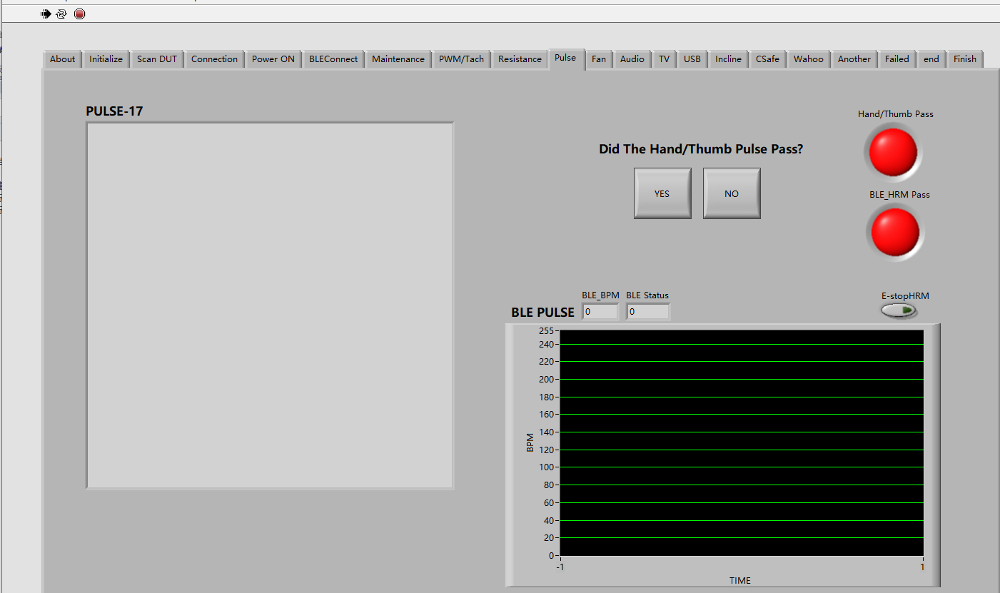 About Initialize Scan DUT Connection Power ON BLEConnect Maintenance PWM/Tach Resistance Pulse Fan Audio TV USB Incline CSafe Wahoo Another Failed end Finish
PULSE-17
Did The Hand/Thumb Pulse Pass?
YES NO
Hand/Thumb Pass
BLE_HRM Pass
BLE_BPM BLE Status
E-stopHRM
BLE PULSE 0 0
255
240
220
200
180
160
140
120
100
80
60
40
20
0
BPM
-1 1
TIME